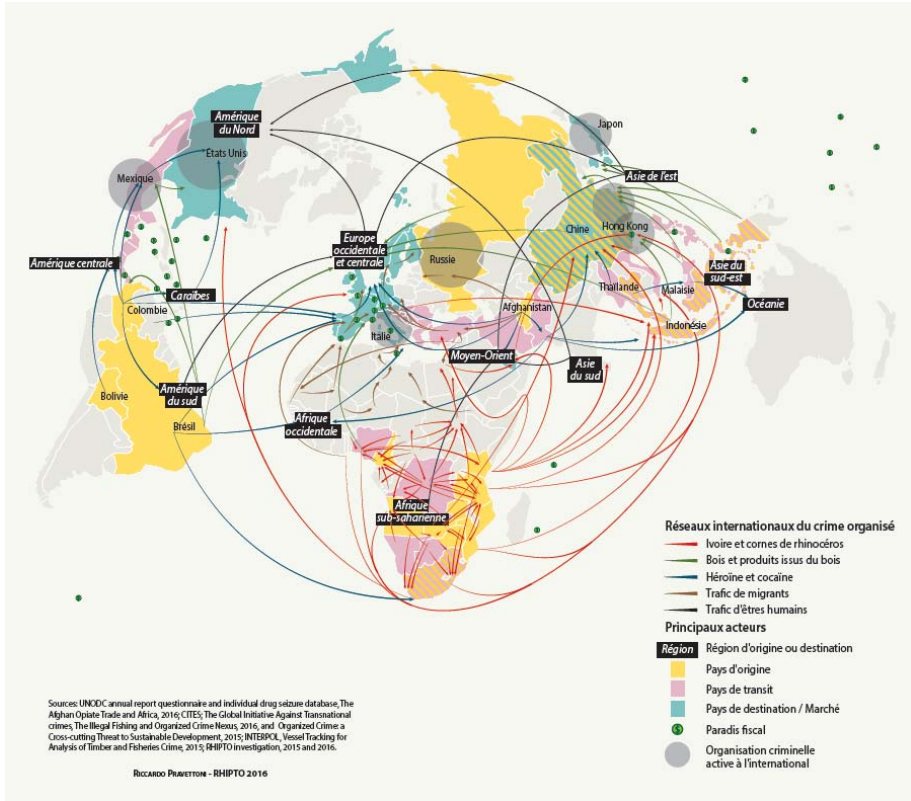 Japon
Amérique
du Nord
États Unis
Mexique
Asie de l'est
Europe
occidentale
et centrale
Russie
Chine
Hong Kong
Amérique centrale
Asie du
sud-est
Thaïlande
Malaisie
Océanie
Caraïbes
Colombie
Afghanistan
Indonésie
Italie
Moyen-Orient
Asie
du sud
Amérique
du sud
Bolivie
Brésil
Afrique
occidentale
Afrique
sub-saharienne
Réseaux internationaux du crime organisé
Ivoire et cornes de rhinocéros
Bois et produits issus du bois
Héroïne et cocaïne
Trafic de migrants
Trafic d'êtres humains
Principaux acteurs
Région
Région d'origine ou destination
Pays d'origine
Pays de transit
Pays de destination / Marché
$ Paradis fiscal
Organisation criminelle
active à l'international
Sources: UNODC annual report questionnaire and individual drug seizure database, The
Afghan Opiate Trade and Africa, 2016; CITES; The Global Initiative Against Transnational
crimes, The Illegal Fishing and Organized Crime Nexus, 2016, and Organized Crime: a
Cross-cutting Threat to Sustainable Development, 2015; INTERPOL, Vessel Tracking for
Analysis of Timber and Fisheries Crime, 2015; RHIPTO investigation, 2015 and 2016.
RICCARDO PRAVETTONI - RHIPTO 2016